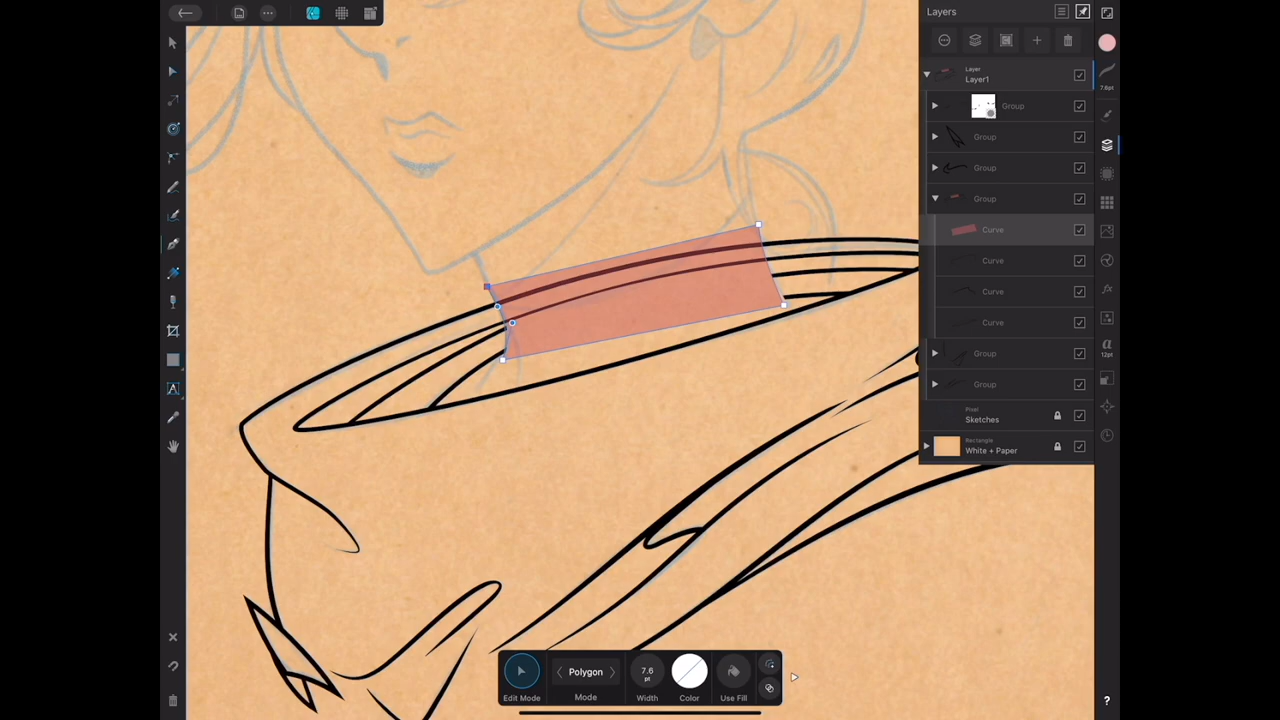 Layers
Layer
Layer1
7.6pt
Group
Group
Group
Group
Curve
Curve
Curve
Curve
Group
Group
a
12pt
Pixel
Sketches
Rectangle
White + Paper
A
fx
Polygon
7.6
pt
Edit Mode
Mode
Width
Color
Use Fill
?